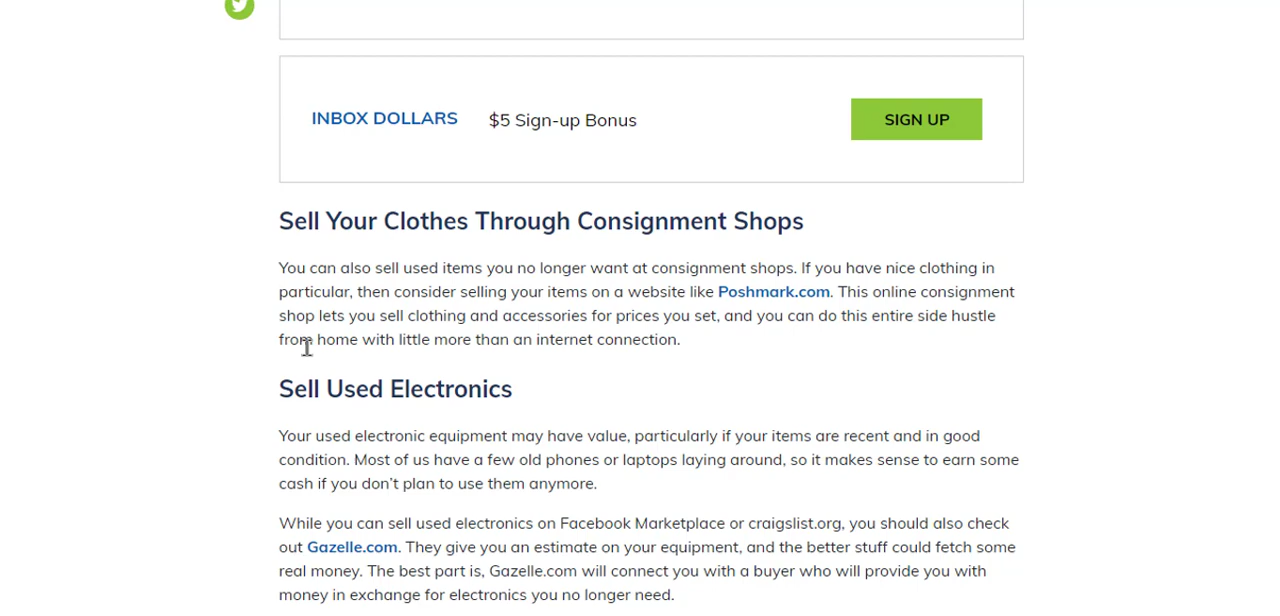 INBOX DOLLARS $5 Sign-up Bonus SIGN UP
Sell Your Clothes Through Consignment Shops
You can also sell used items you no longer want at consignment shops. If you have nice clothing in
particular, then consider selling your items on a website like Poshmark.com. This online consignment
shop lets you sell clothing and accessories for prices you set, and you can do this entire side hustle
from home with little more than an internet connection.
Sell Used Electronics
Your used electronic equipment may have value, particularly if your items are recent and in good
condition. Most of us have a few old phones or laptops laying around, so it makes sense to earn some
cash if you don’t plan to use them anymore.
While you can sell used electronics on Facebook Marketplace or craigslist.org, you should also check
out Gazelle.com. They give you an estimate on your equipment, and the better stuff could fetch some
real money. The best part is, Gazelle.com will connect you with a buyer who will provide you with
money in exchange for electronics you no longer need.